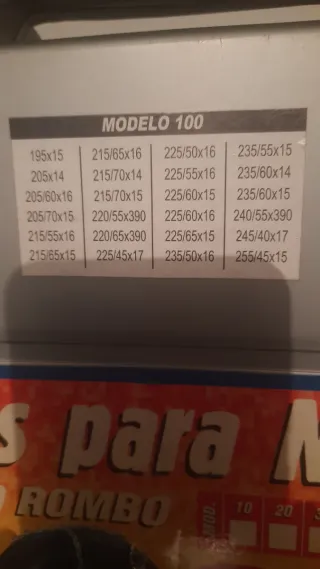 MODELO 100
195x15 215/65x16 225/50x16 235/55x15
205x14 215/70x14 225/55x16 235/60x14
205/60x16 215/70x15 225/60x15 235/60x15
205/70x15 220/55x390 225/60x16 240/55x390
215/55x16 220/65x390 225/65x15 245/40x17
215/65x15 225/45x17 235/50x16 255/45x15
s para
ROMBO
MOD. 10 20